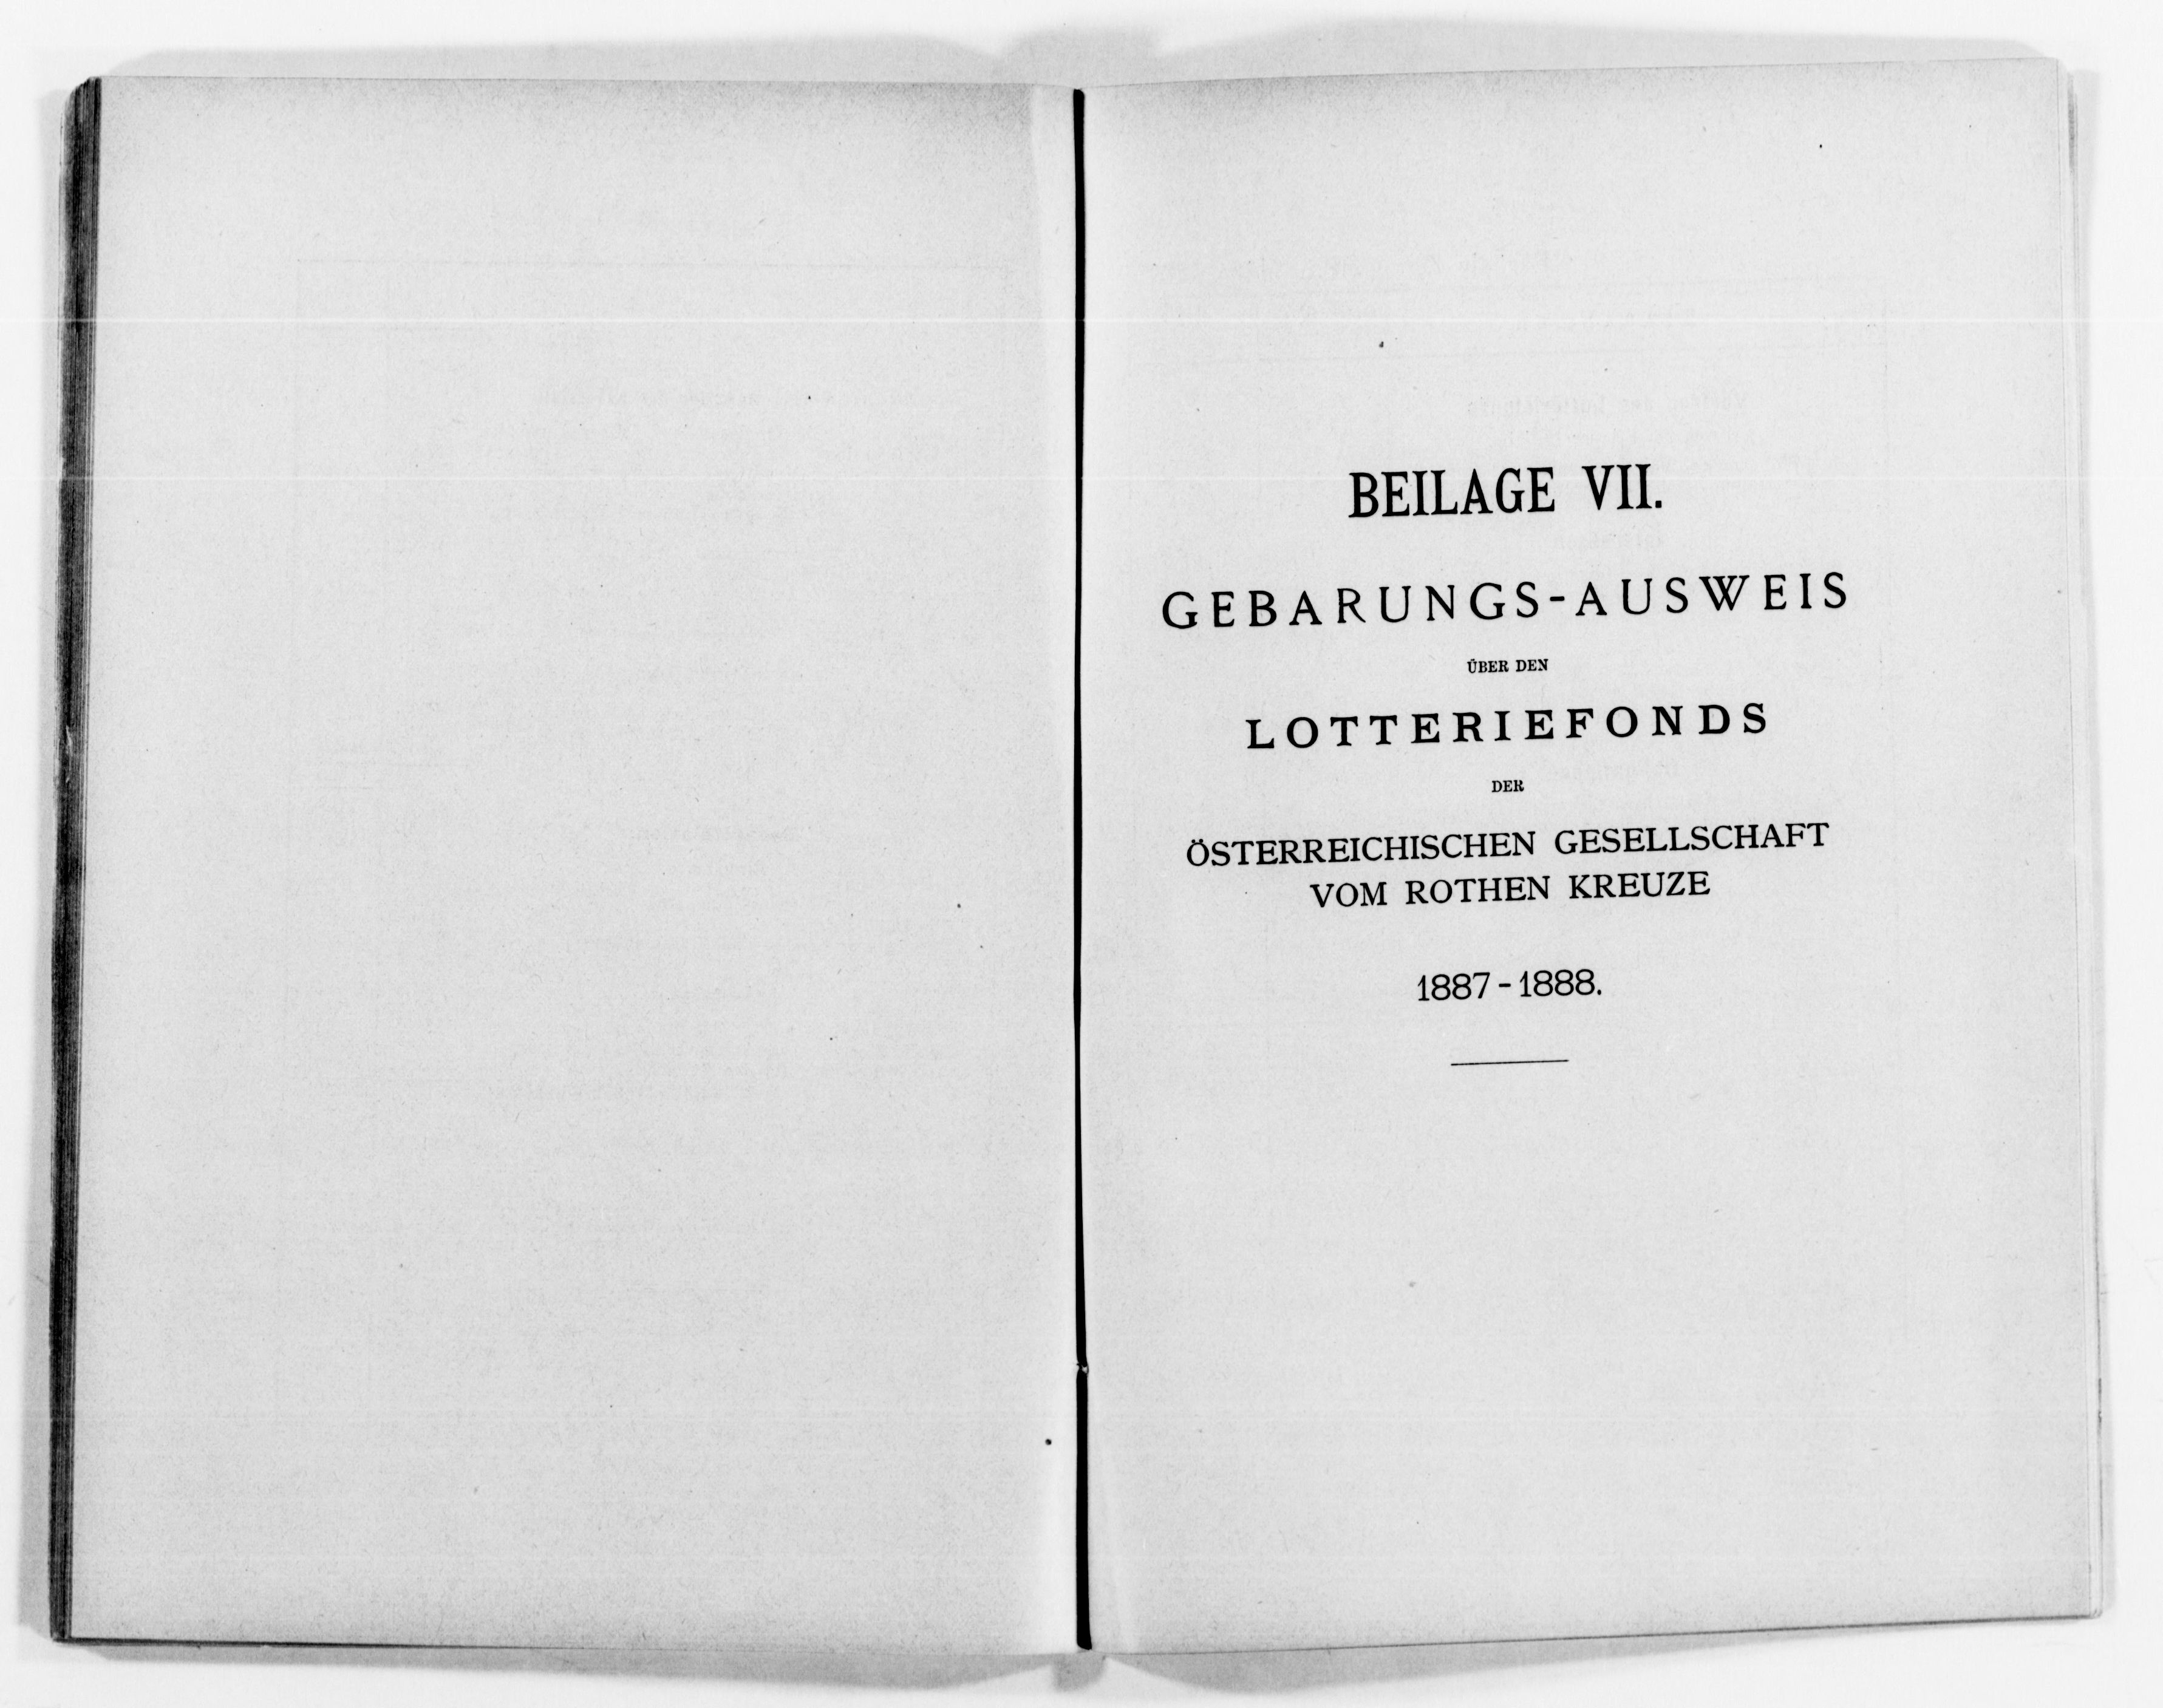 BEILAGE VII.
GEBARUNGS-AUSWEIS
ÜBER DEN
LOTTERIEFONDS
DER
ÖSTERREICHISCHEN GESELLSCHAFT
VOM ROTHEN KREUZE
1887-1888.